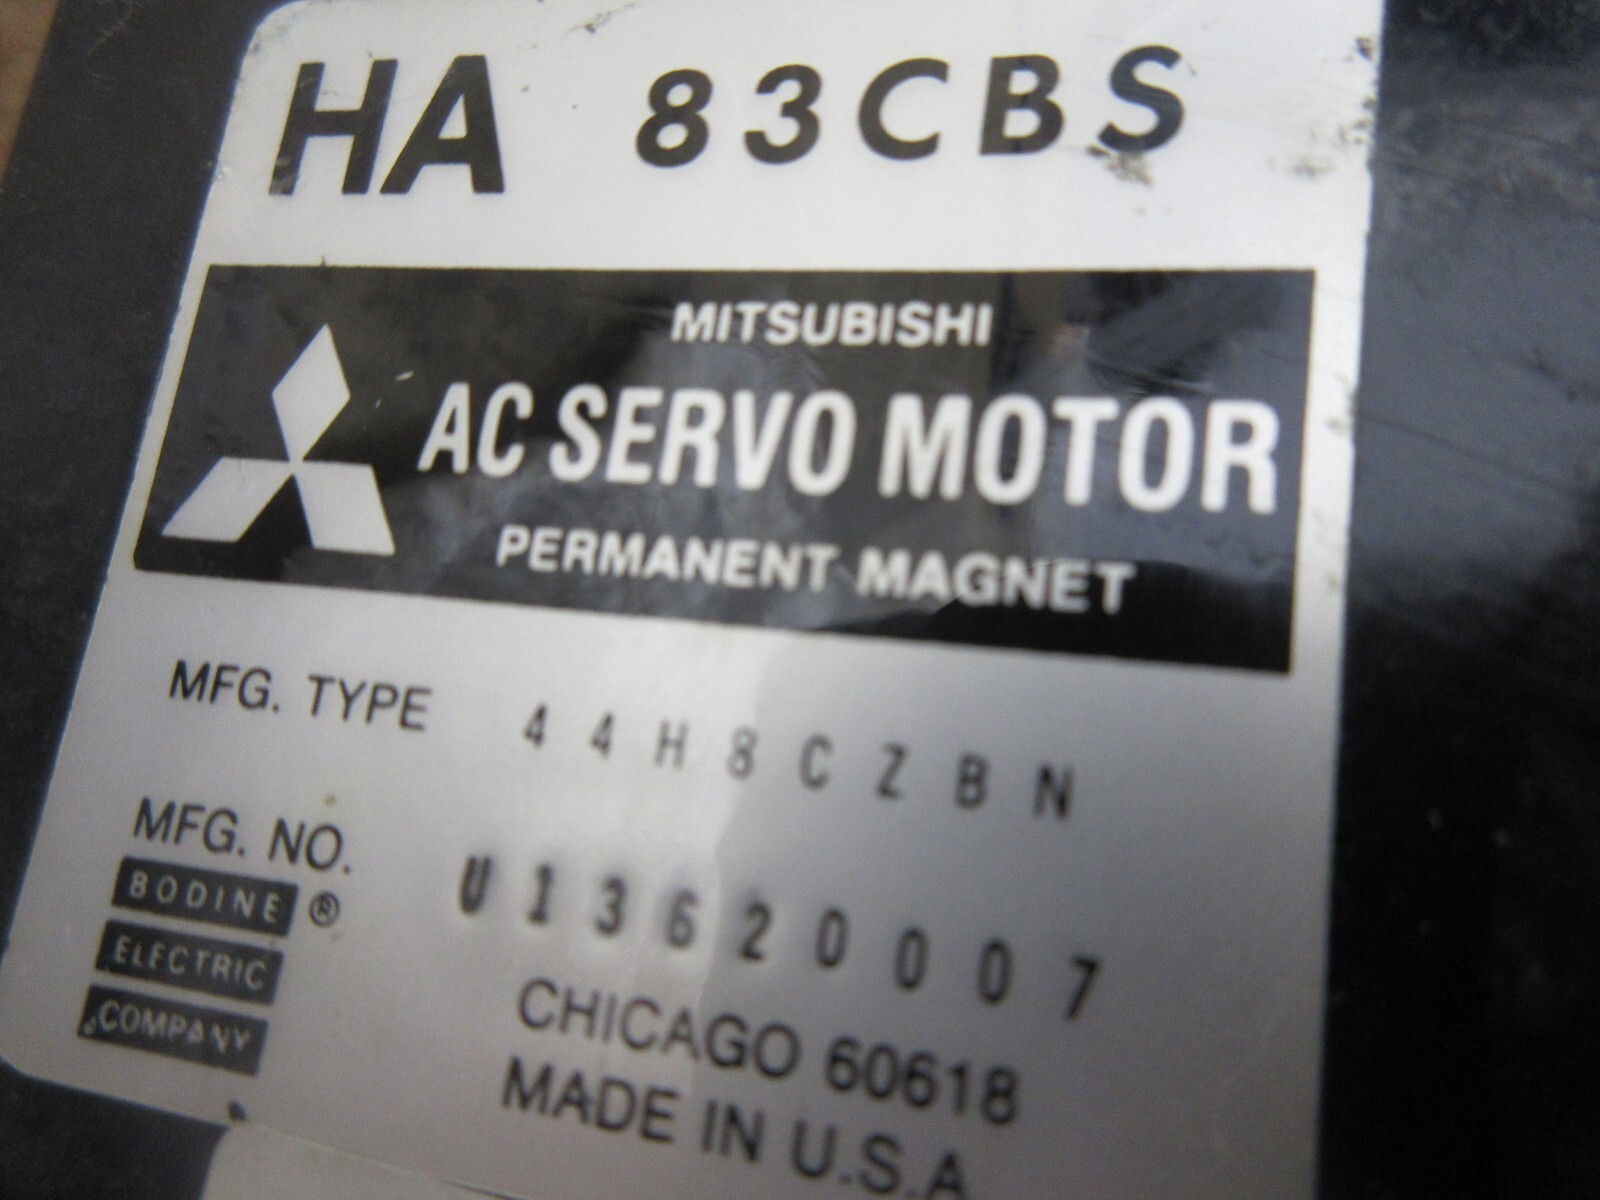 HA 83CBS
MITSUBISHI
AC SERVO MOTOR
PERMANENT MAGNET
MFG. TYPE 44H8CZBN
MFG. NO. U13620007
BODINE ®
ELECTRIC
COMPANY
CHICAGO 60618
MADE IN U.S.A